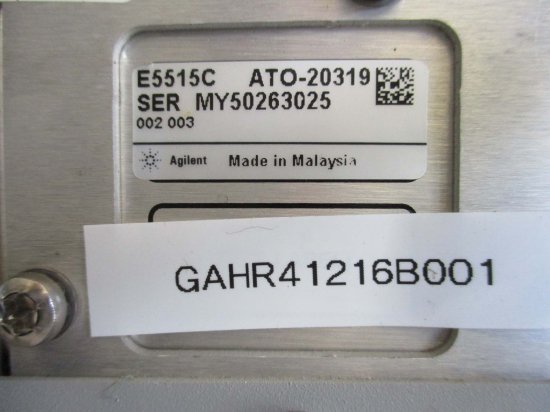 E5515C ATO-20319
SER MY50263025
002 003
Agilent Made in Malaysia
GAHR41216B001